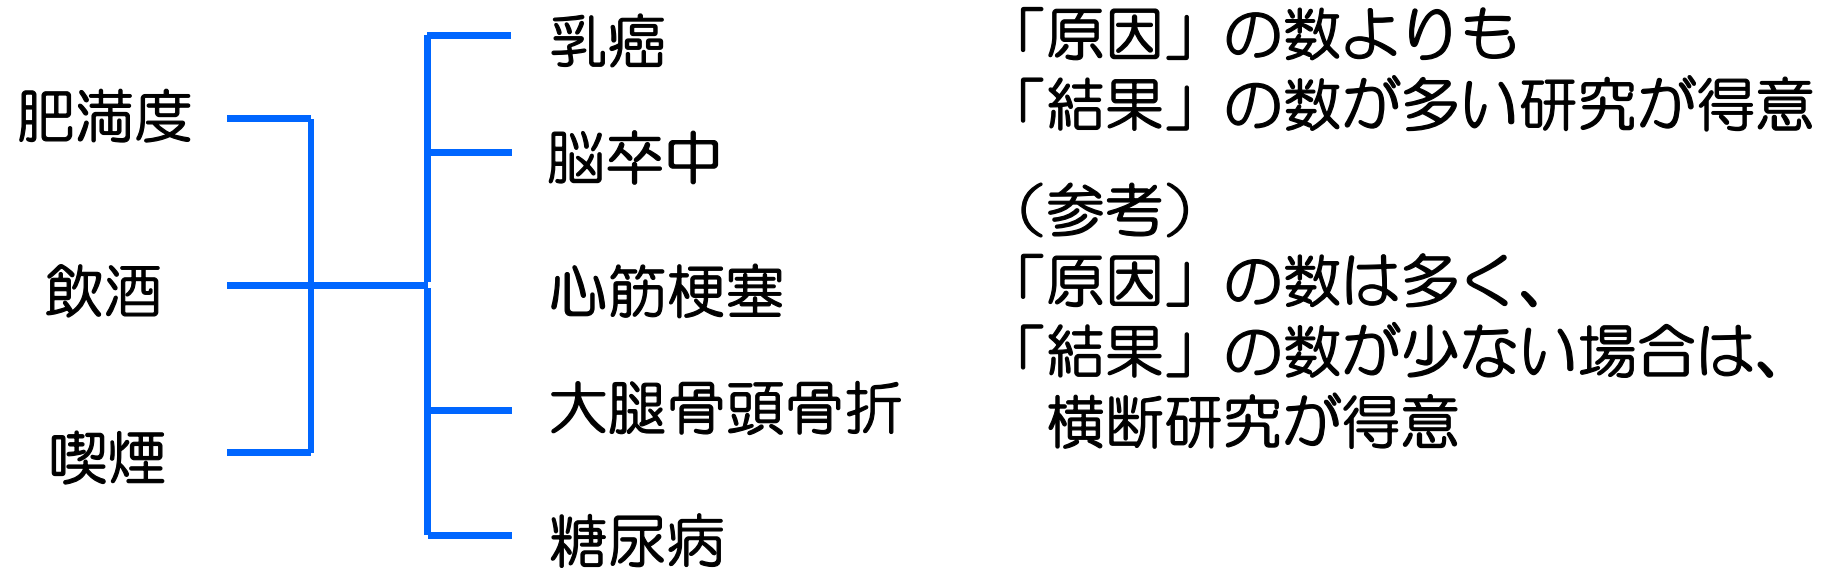 肥満度
飲酒
喫煙
乳癌
脳卒中
心筋梗塞
大腿骨頭骨折
糖尿病
「原因」の数よりも
「結果」の数が多い研究が得意
（参考）
「原因」の数は多く、
「結果」の数が少ない場合は、
横断研究が得意